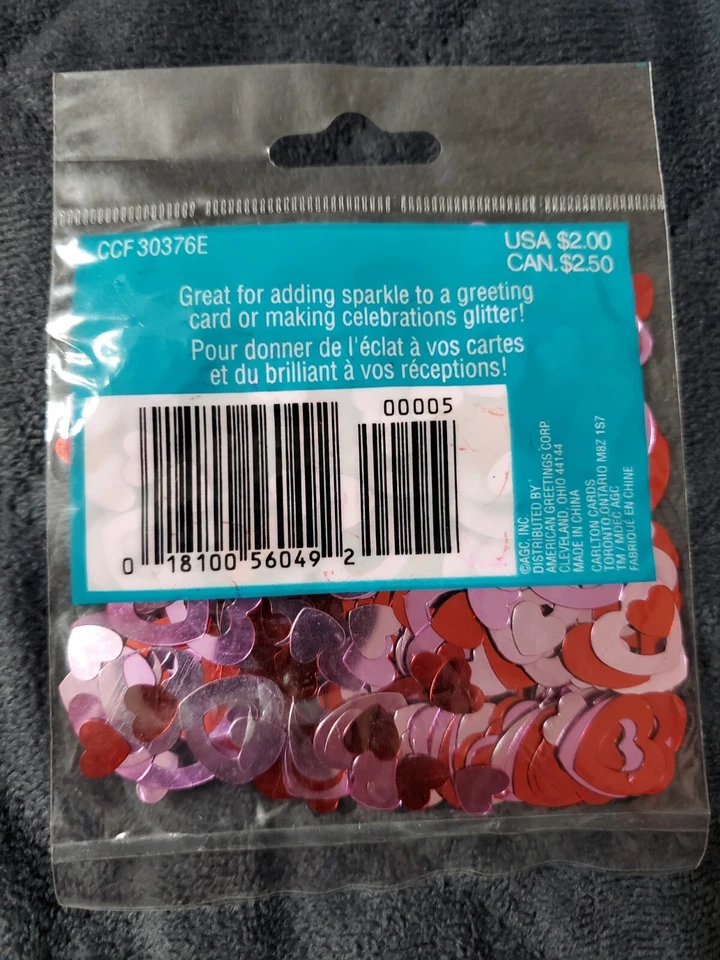 CCF 30376E
USA $2.00
CAN. $2.50
Great for adding sparkle to a greeting
card or making celebrations glitter!
Pour donner de l'éclat à vos cartes
et du brilliant à vos réceptions!
00005
0 18100 56049 2
©AGC, INC.
DISTRIBUTED BY
AMERICAN GREETINGS CORP
CLEVELAND, OHIO 44144
MADE IN CHINA
CARLTON CARDS
TORONTO ONTARIO M8Z 1S7
TM / MDEC AGC
FABRIQUÉ EN CHINE